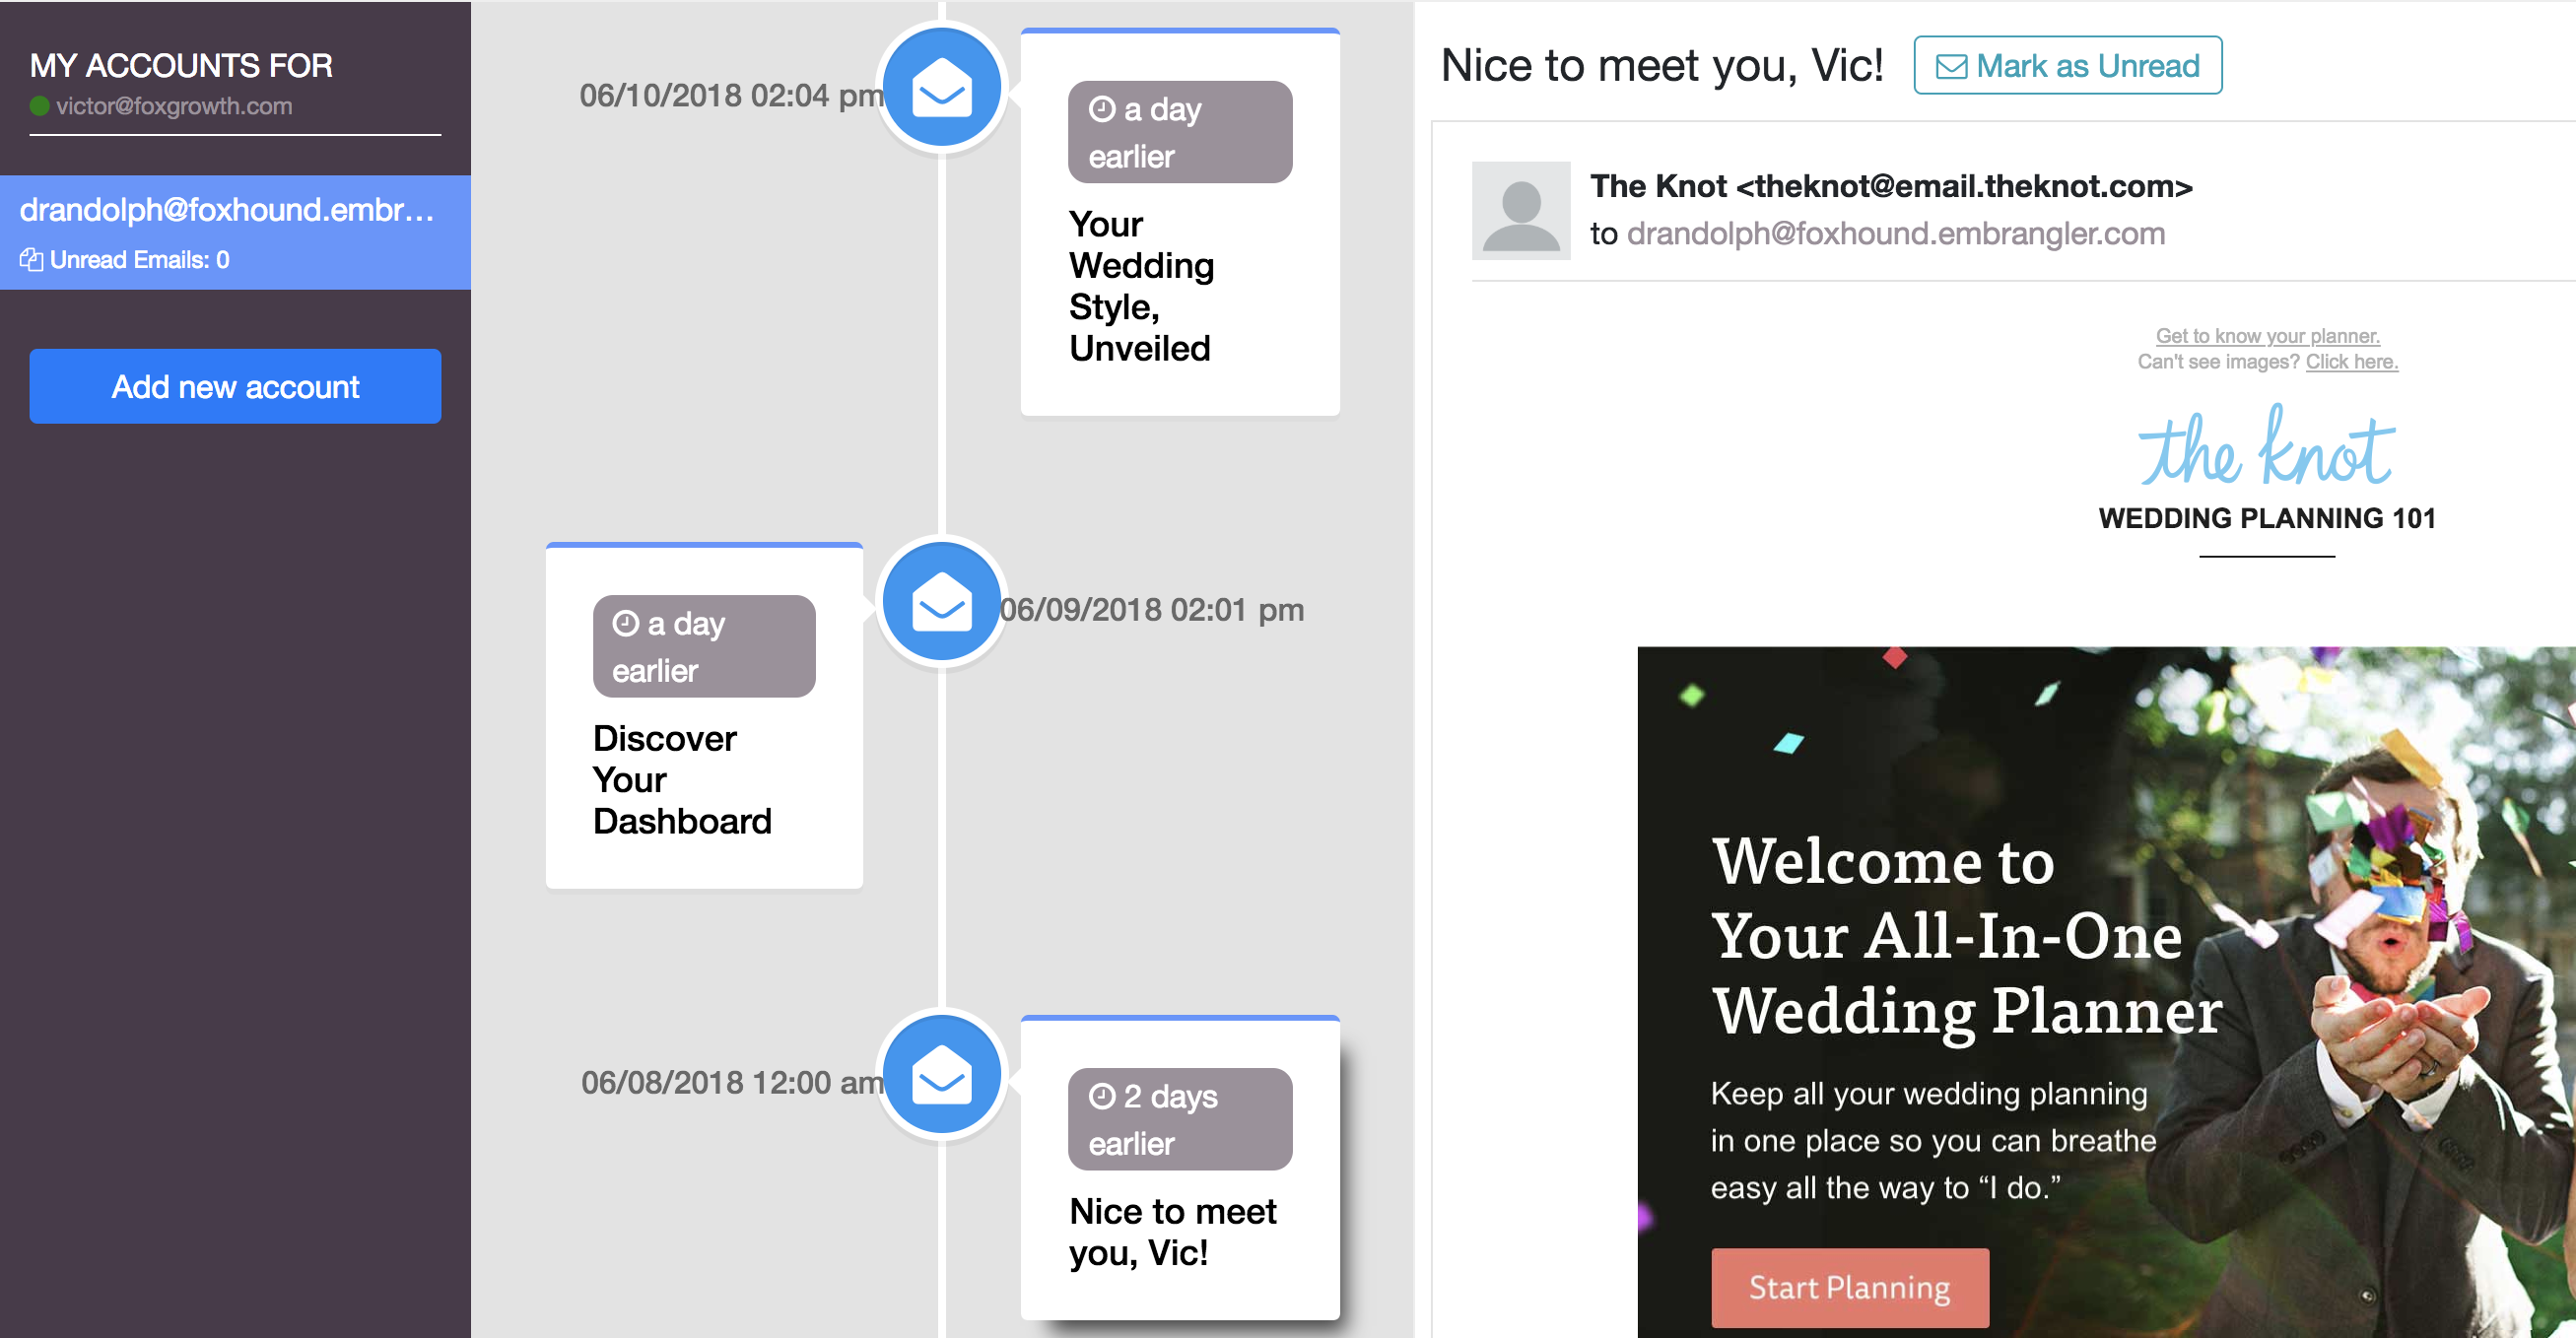 MY ACCOUNTS FOR
victor@foxgrowth.com
drandolph@foxhound.embr...
Unread Emails: 0
Add new account
06/10/2018 02:04 pm
a day
earlier
Your
Wedding
Style,
Unveiled
a day
earlier
Discover
Your
Dashboard
06/09/2018 02:01 pm
06/08/2018 12:00 am
2 days
earlier
Nice to meet
you, Vic!
Nice to meet you, Vic!
Mark as Unread
The Knot <theknot@email.theknot.com>
to drandolph@foxhound.embrangler.com
Get to know your planner.
Can't see images? Click here.
the knot
WEDDING PLANNING 101
Welcome to
Your All-In-One
Wedding Planner
Keep all your wedding planning
in one place so you can breathe
easy all the way to “I do.”
Start Planning